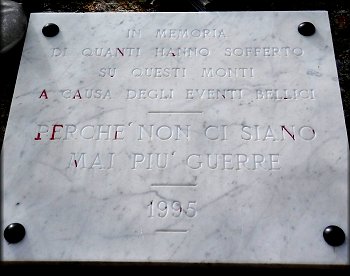 IN MEMORIA
DI QUANTI HANNO SOFFERTO
SU QUESTI MONTI
A CAUSA DEGLI EVENTI BELLICI
PERCHE' NON CI SIANO
MAI PIU' GUERRE
1995